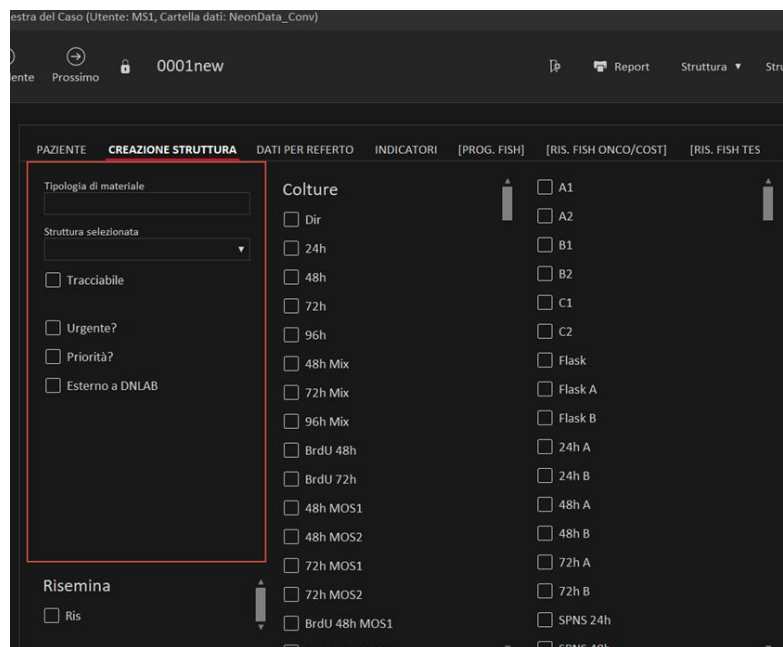 estra del Caso (Utente: MS1, Cartella dati: NeonData_Conv)
dente Prossimo 0001new Report Struttura Stru
PAZIENTE CREAZIONE STRUTTURA DATI PER REFERTO INDICATORI [PROG. FISH] [RIS. FISH ONCO/COST] [RIS. FISH TES
Tipologia di materiale
Struttura selezionata
Tracciabile
Urgente?
Priorità?
Esterno a DNLAB
Risemina
Ris
Colture
Dir
24h
48h
72h
96h
48h Mix
72h Mix
96h Mix
BrdU 48h
BrdU 72h
48h MOS1
48h MOS2
72h MOS1
72h MOS2
BrdU 48h MOS1
A1
A2
B1
B2
C1
C2
Flask
Flask A
Flask B
24h A
24h B
48h A
48h B
72h A
72h B
SPNS 24h